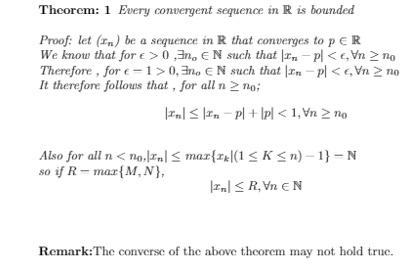 Theorem: 1 Every convergent sequence in ℝ is bounded
Proof: let (xₙ) be a sequence in ℝ that converges to p ∈ ℝ
We know that for ϵ > 0 ,∃nₒ ∈ ℕ such that |xₙ − p| < ϵ,∀n ≥ n₀
Therefore , for ϵ = 1 > 0,∃nₒ ∈ ℕ such that |xₙ − p| < ϵ,∀n ≥ n₀
It therefore follows that , for all n ≥ n₀;
|xₙ| ≤ |xₙ − p| + |p| < 1,∀n ≥ n₀
Also for all n < n₀,|xₙ| ≤ max{xₖ|(1 ≤ K ≤ n) − 1} = ℕ
so if R = max{M, N},
|xₙ| ≤ R,∀n ∈ ℕ
Remark:The converse of the above theorem may not hold true.